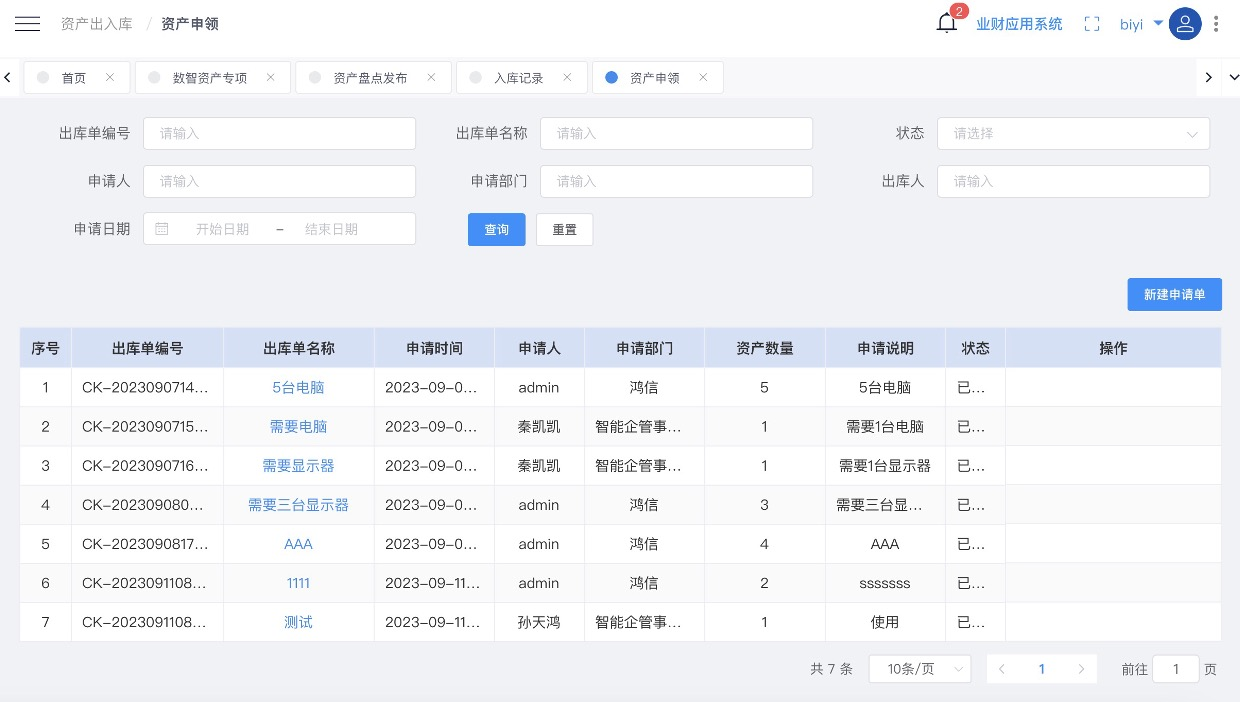 资产出入库 / 资产申领
2 业财应用系统 biyi
首页 数智资产专项 资产盘点发布 入库记录 资产申领
出库单编号 请输入 出库单名称 请输入 状态 请选择
申请人 请输入 申请部门 请输入 出库人 请输入
申请日期 开始日期 – 结束日期 查询 重置
新建申请单
序号 出库单编号 出库单名称 申请时间 申请人 申请部门 资产数量 申请说明 状态 操作
1 CK-2023090714... 5台电脑 2023-09-0... admin 鸿信 5 5台电脑 已...
2 CK-2023090715... 需要电脑 2023-09-0... 秦凯凯 智能企管事... 1 需要1台电脑 已...
3 CK-2023090716... 需要显示器 2023-09-0... 秦凯凯 智能企管事... 1 需要1台显示器 已...
4 CK-202309080... 需要三台显示器 2023-09-0... admin 鸿信 3 需要三台显... 已...
5 CK-2023090817... AAA 2023-09-0... admin 鸿信 4 AAA 已...
6 CK-2023091108... 1111 2023-09-11... admin 鸿信 2 sssssss 已...
7 CK-2023091108... 测试 2023-09-11... 孙天鸿 智能企管事... 1 使用 已...
共 7 条 10条/页 1 前往 1 页